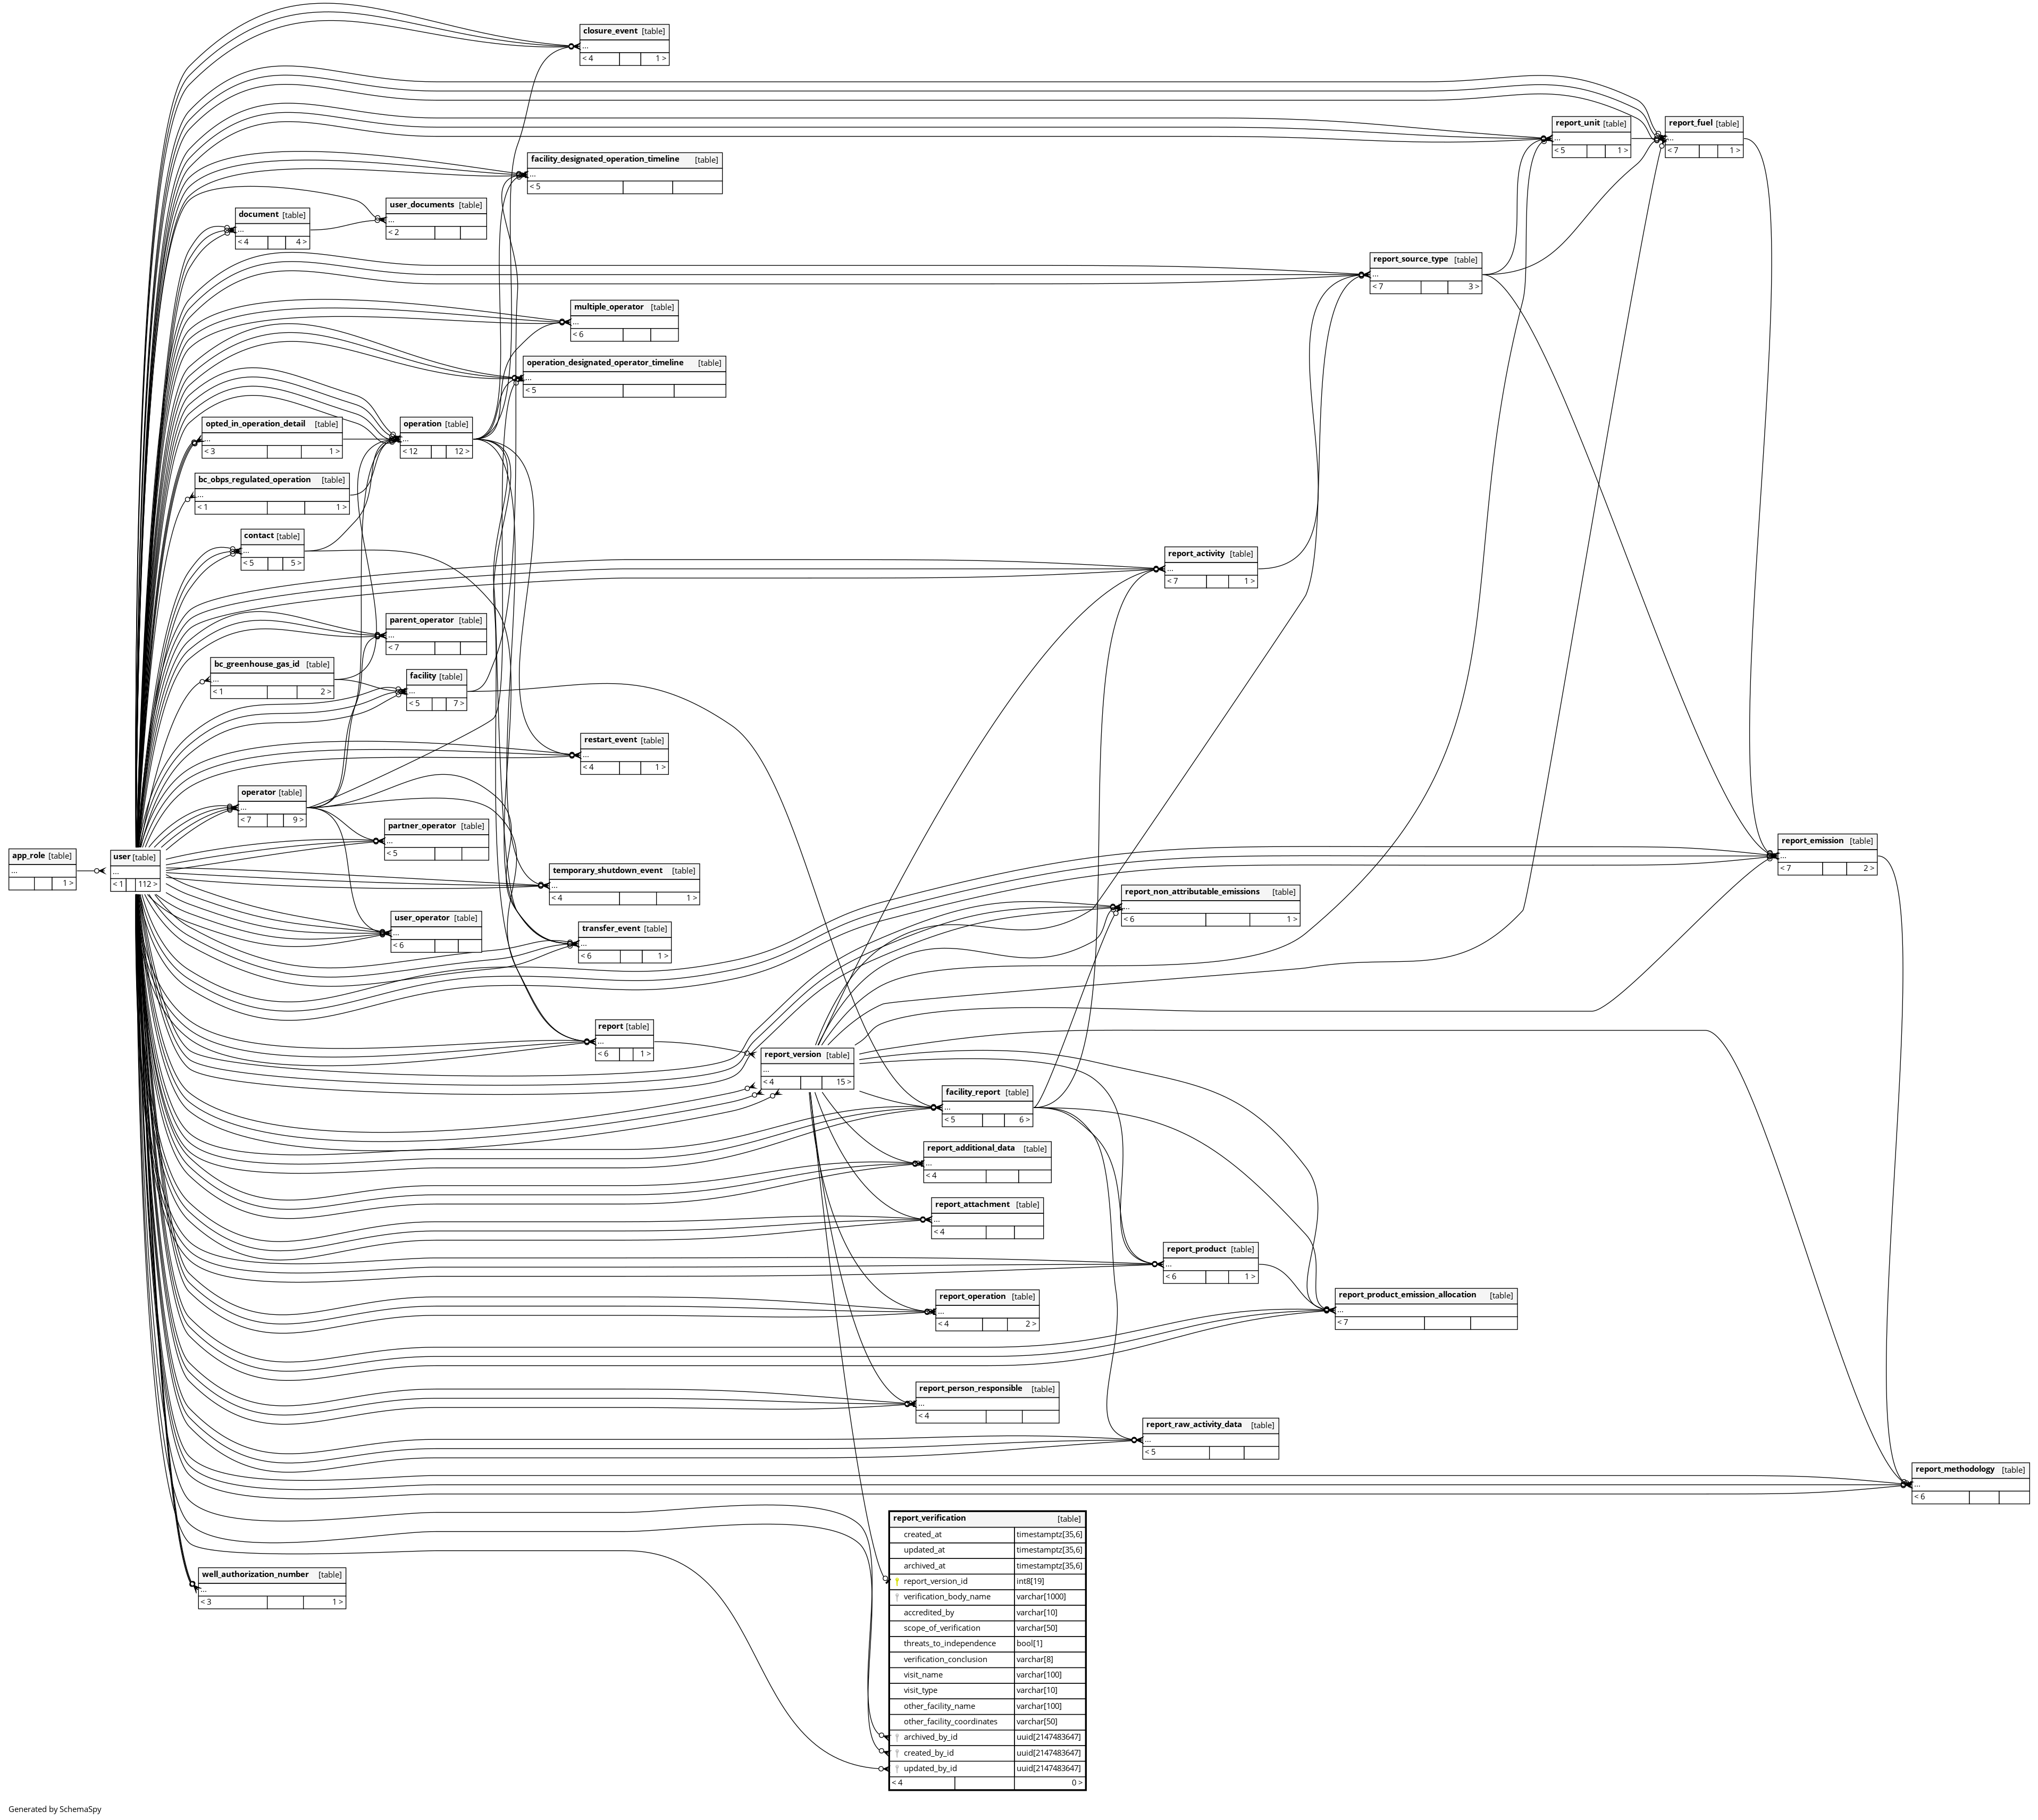 closure_event [table]
...
< 4 1 >
report_unit [table]
...
< 5 1 >
report_fuel [table]
...
< 7 1 >
facility_designated_operation_timeline [table]
...
< 5
user_documents [table]
...
< 2
document [table]
...
< 4 4 >
report_source_type [table]
...
< 7 3 >
multiple_operator [table]
...
< 6
operation_designated_operator_timeline [table]
...
< 5
opted_in_operation_detail [table]
...
< 3 1 >
operation [table]
...
< 12 12 >
bc_obps_regulated_operation [table]
...
< 1 1 >
contact [table]
...
< 5 5 >
report_activity [table]
...
< 7 1 >
parent_operator [table]
...
< 7
bc_greenhouse_gas_id [table]
...
< 1 2 >
facility [table]
...
< 5 7 >
restart_event [table]
...
< 4 1 >
operator [table]
...
< 7 9 >
partner_operator [table]
...
< 5
report_emission [table]
...
< 7 2 >
app_role [table]
...
1 >
user [table]
...
< 1 112 >
temporary_shutdown_event [table]
...
< 4 1 >
report_non_attributable_emissions [table]
...
< 6 1 >
user_operator [table]
...
< 6
transfer_event [table]
...
< 6 1 >
report [table]
...
< 6 1 >
report_version [table]
...
< 4 15 >
facility_report [table]
...
< 5 6 >
report_additional_data [table]
...
< 4
report_attachment [table]
...
< 4
report_product [table]
...
< 6 1 >
report_operation [table]
...
< 4 2 >
report_product_emission_allocation [table]
...
< 7
report_person_responsible [table]
...
< 4
report_raw_activity_data [table]
...
< 5
report_methodology [table]
...
< 6
report_verification [table]
created_at timestamptz[35,6]
updated_at timestamptz[35,6]
archived_at timestamptz[35,6]
report_version_id int8[19]
verification_body_name varchar[1000]
accredited_by varchar[10]
scope_of_verification varchar[50]
threats_to_independence bool[1]
verification_conclusion varchar[8]
visit_name varchar[100]
visit_type varchar[10]
other_facility_name varchar[100]
other_facility_coordinates varchar[50]
archived_by_id uuid[2147483647]
created_by_id uuid[2147483647]
updated_by_id uuid[2147483647]
< 4 0 >
well_authorization_number [table]
...
< 3 1 >
Generated by SchemaSpy